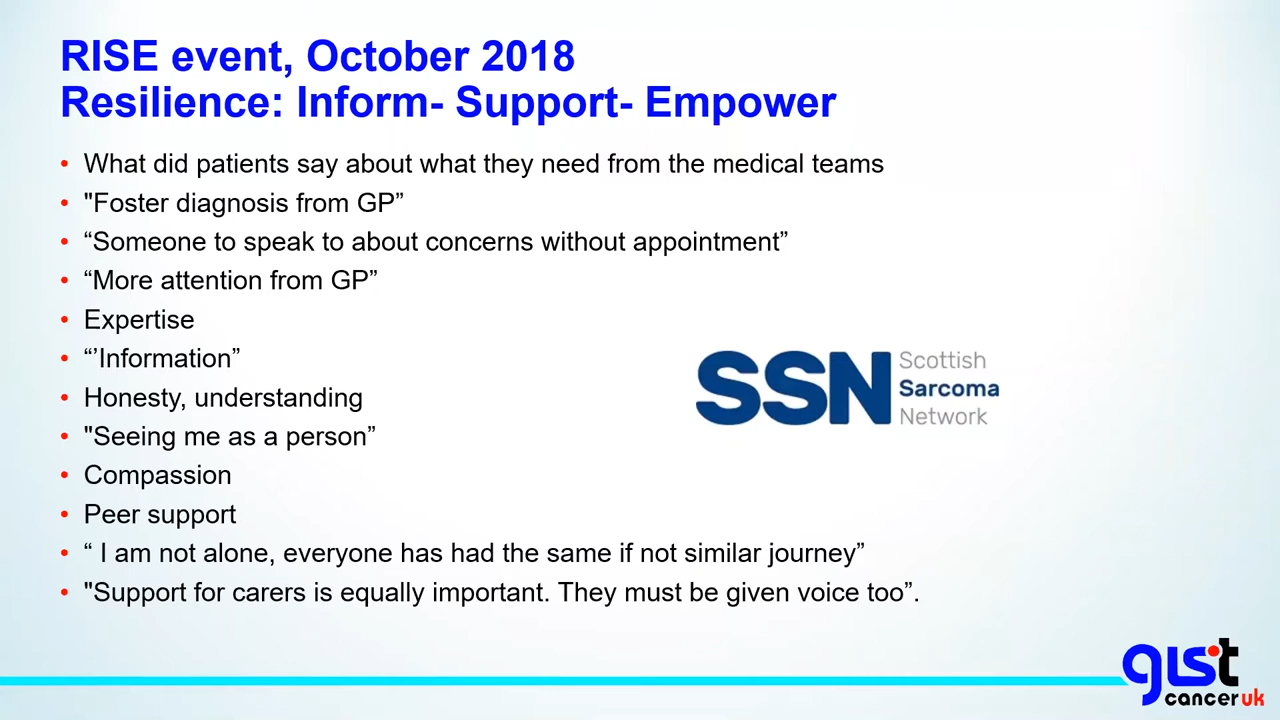 RISE event, October 2018
Resilience: Inform- Support- Empower
• What did patients say about what they need from the medical teams
• "Foster diagnosis from GP”
• “Someone to speak to about concerns without appointment”
• “More attention from GP”
• Expertise
• “’Information”
• Honesty, understanding
• "Seeing me as a person”
• Compassion
• Peer support
• “ I am not alone, everyone has had the same if not similar journey”
• "Support for carers is equally important. They must be given voice too”.
SSN
Scottish
Sarcoma
Network
gist
cancer uk